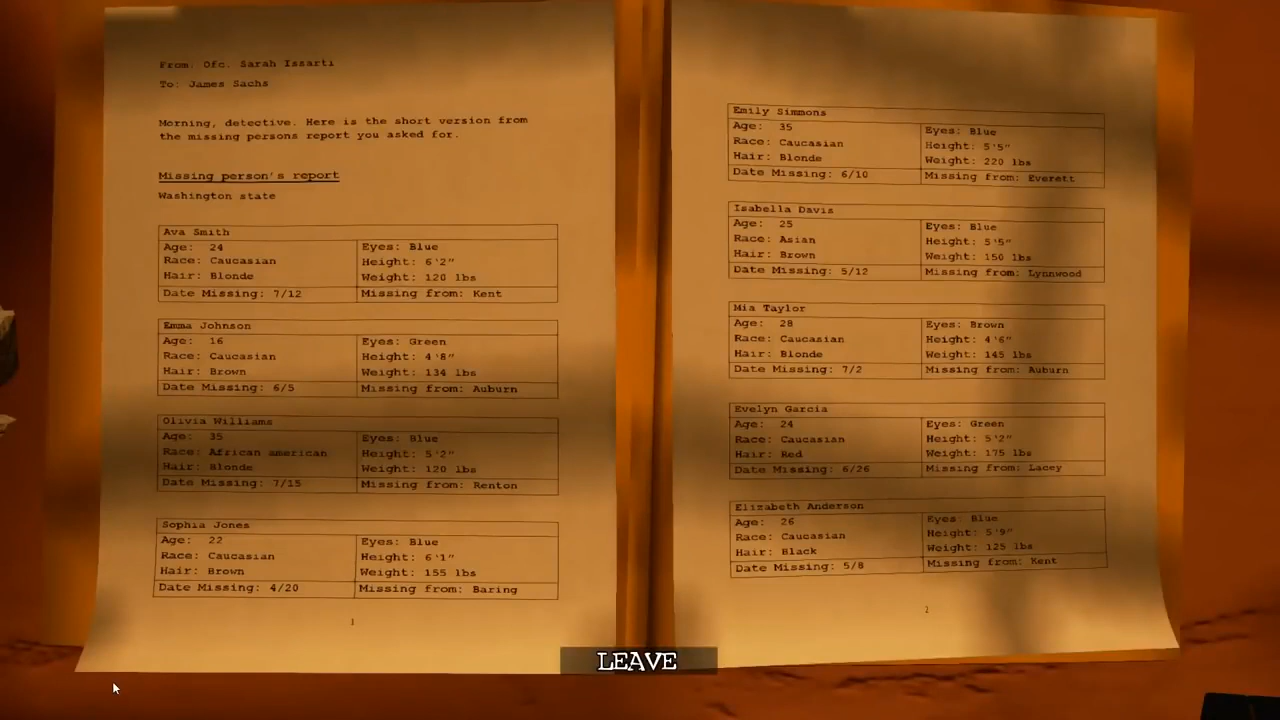 From: Ofc. Sarah Issarti
To: James Sachs
Morning, detective. Here is the short version from
the missing persons report you asked for.
Missing person's report
Washington state
Ava Smith
Age: 24
Eyes: Blue
Race: Caucasian
Height: 6'2"
Hair: Blonde
Weight: 120 lbs
Date Missing: 7/12
Missing from: Kent
Emma Johnson
Age: 16
Eyes: Green
Race: Caucasian
Height: 4'8"
Hair: Brown
Weight: 134 lbs
Date Missing: 6/5
Missing from: Auburn
Olivia Williams
Age: 35
Eyes: Blue
Race: African american
Height: 5'2"
Hair: Blonde
Weight: 120 lbs
Date Missing: 7/15
Missing from: Renton
Sophia Jones
Age: 22
Eyes: Blue
Race: Caucasian
Height: 6'1"
Hair: Brown
Weight: 155 lbs
Date Missing: 4/20
Missing from: Baring
1
Emily Simmons
Age: 35
Eyes: Blue
Race: Caucasian
Height: 5'5"
Hair: Blonde
Weight: 220 lbs
Date Missing: 6/10
Missing from: Everett
Isabella Davis
Age: 25
Eyes: Blue
Race: Asian
Height: 5'5"
Hair: Brown
Weight: 150 lbs
Date Missing: 5/12
Missing from: Lynnwood
Mia Taylor
Age: 28
Eyes: Brown
Race: Caucasian
Height: 4'6"
Hair: Blonde
Weight: 145 lbs
Date Missing: 7/2
Missing from: Auburn
Evelyn Garcia
Age: 24
Eyes: Green
Race: Caucasian
Height: 5'2"
Hair: Red
Weight: 175 lbs
Date Missing: 6/26
Missing from: Lacey
Elizabeth Anderson
Age: 26
Eyes: Blue
Race: Caucasian
Height: 5'9"
Hair: Black
Weight: 125 lbs
Date Missing: 5/8
Missing from: Kent
2
LEAVE